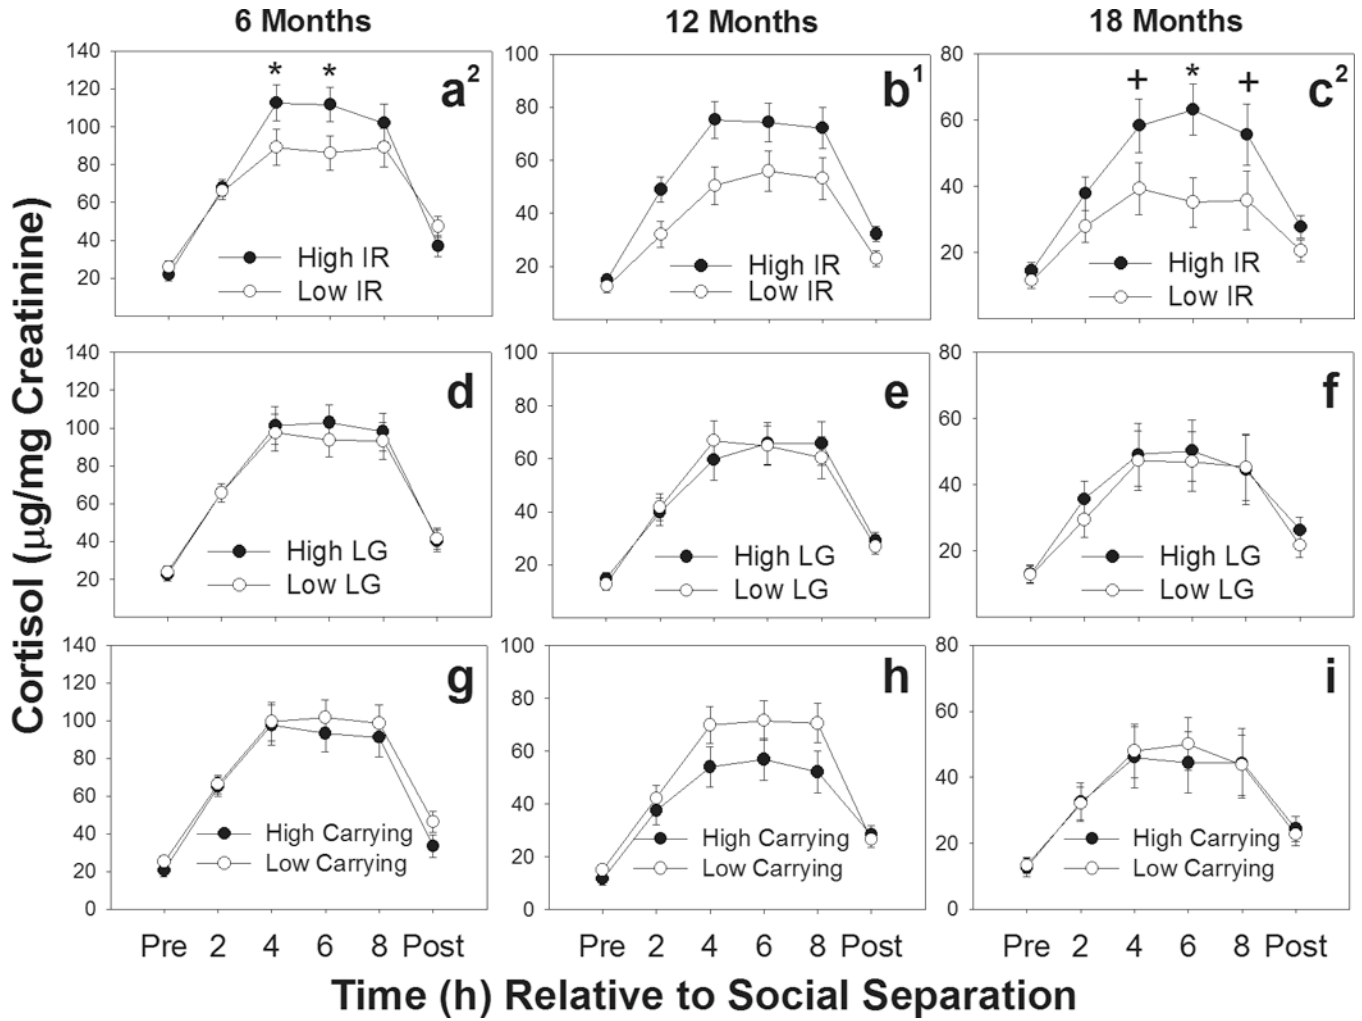 6 Months
12 Months
18 Months
Cortisol (μg/mg Creatinine)
140
120
100
80
60
40
20
* *
a²
High IR
Low IR
100
80
60
40
20
b¹
High IR
Low IR
80
60
40
20
+ * +
c²
High IR
Low IR
140
120
100
80
60
40
20
d
High LG
Low LG
100
80
60
40
20
e
High LG
Low LG
80
60
40
20
f
High LG
Low LG
140
120
100
80
60
40
20
0
g
High Carrying
Low Carrying
Pre 2 4 6 8 Post
100
80
60
40
20
0
h
High Carrying
Low Carrying
Pre 2 4 6 8 Post
80
60
40
20
0
i
High Carrying
Low Carrying
Pre 2 4 6 8 Post
Time (h) Relative to Social Separation